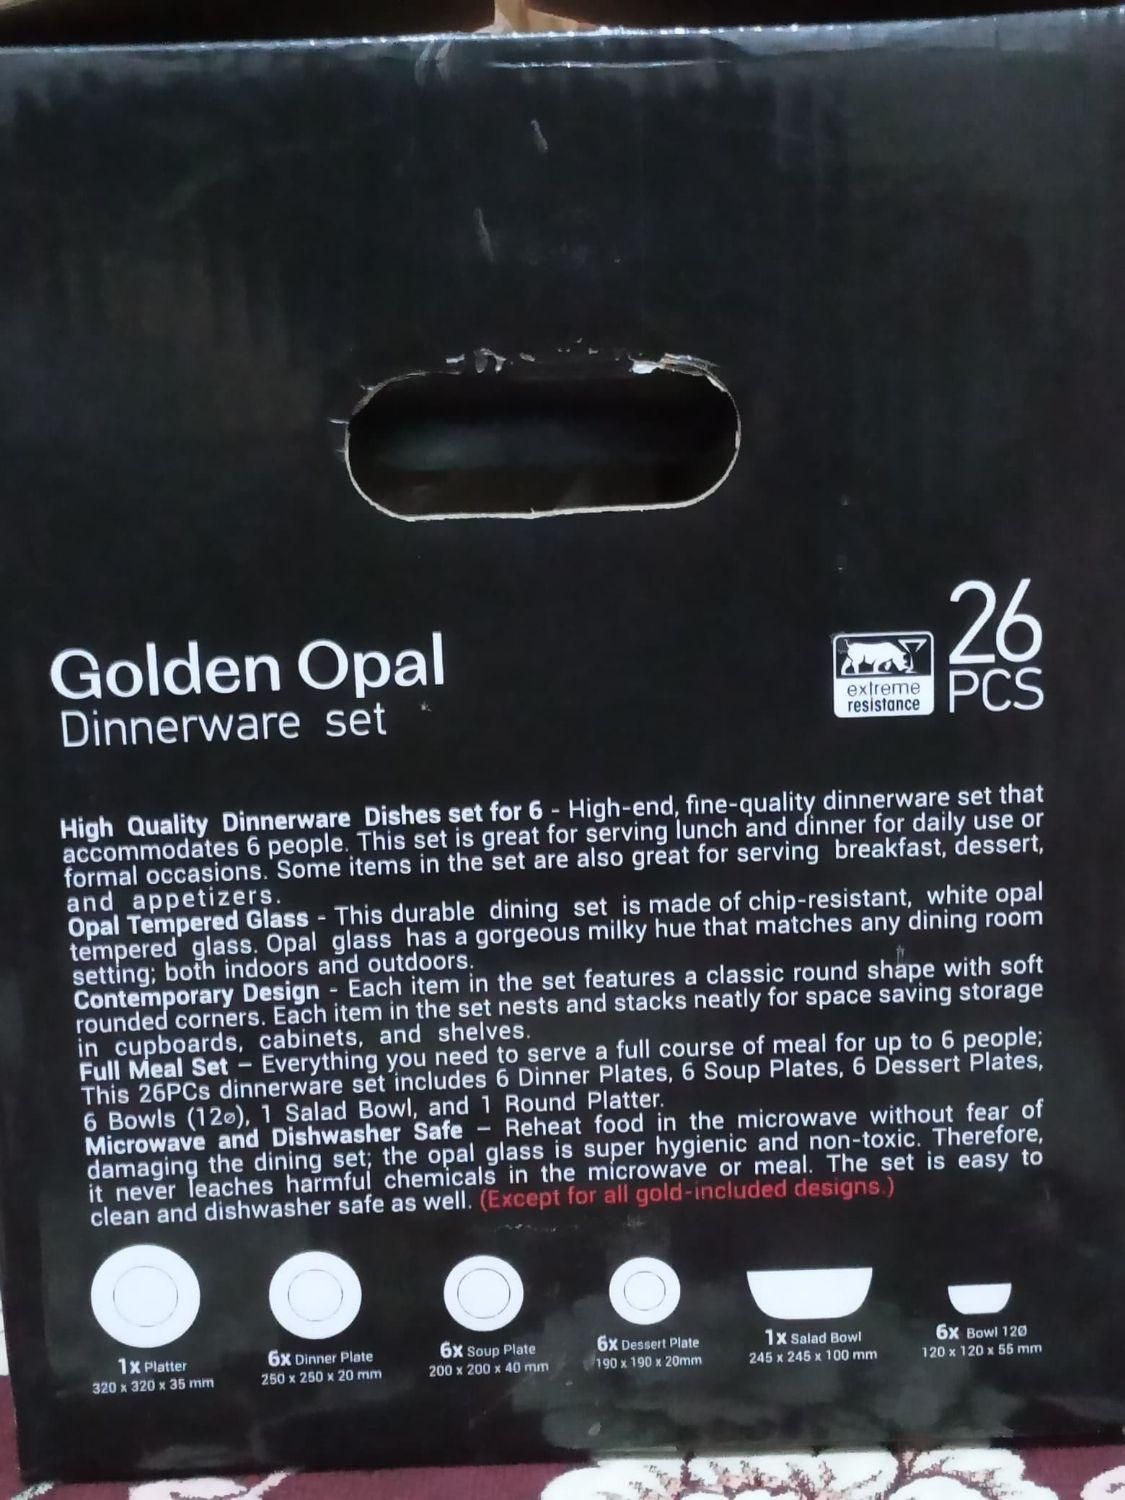 Golden Opal
Dinnerware set
extreme
resistance
26
PCS
High Quality Dinnerware Dishes set for 6 - High-end, fine-quality dinnerware set that
accommodates 6 people. This set is great for serving lunch and dinner for daily use or
formal occasions. Some items in the set are also great for serving breakfast, dessert,
and appetizers.
Opal Tempered Glass - This durable dining set is made of chip-resistant, white opal
tempered glass. Opal glass has a gorgeous milky hue that matches any dining room
setting; both indoors and outdoors.
Contemporary Design - Each item in the set features a classic round shape with soft
rounded corners. Each item in the set nests and stacks neatly for space saving storage
in cupboards, cabinets, and shelves.
Full Meal Set – Everything you need to serve a full course of meal for up to 6 people;
This 26PCs dinnerware set includes 6 Dinner Plates, 6 Soup Plates, 6 Dessert Plates,
6 Bowls (12ø), 1 Salad Bowl, and 1 Round Platter.
Microwave and Dishwasher Safe – Reheat food in the microwave without fear of
damaging the dining set; the opal glass is super hygienic and non-toxic. Therefore,
it never leaches harmful chemicals in the microwave or meal. The set is easy to
clean and dishwasher safe as well. (Except for all gold-included designs.)
1x Platter
320 x 320 x 35 mm
6x Dinner Plate
250 x 250 x 20 mm
6x Soup Plate
200 x 200 x 40 mm
6x Dessert Plate
190 x 190 x 20mm
1x Salad Bowl
245 x 245 x 100 mm
6x Bowl 12Ø
120 x 120 x 55 mm